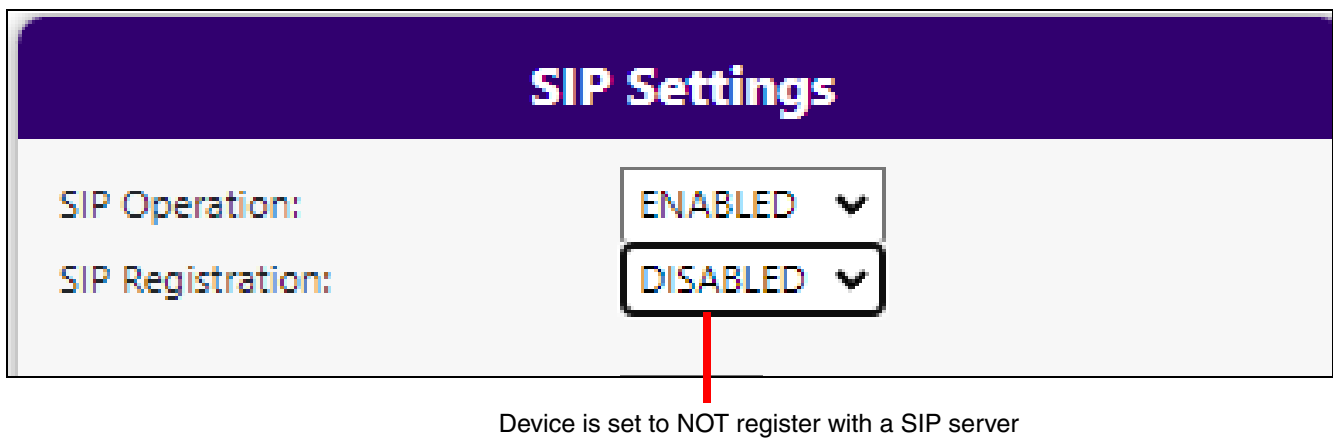 SIP Settings
SIP Operation: ENABLED
SIP Registration: DISABLED
Device is set to NOT register with a SIP server